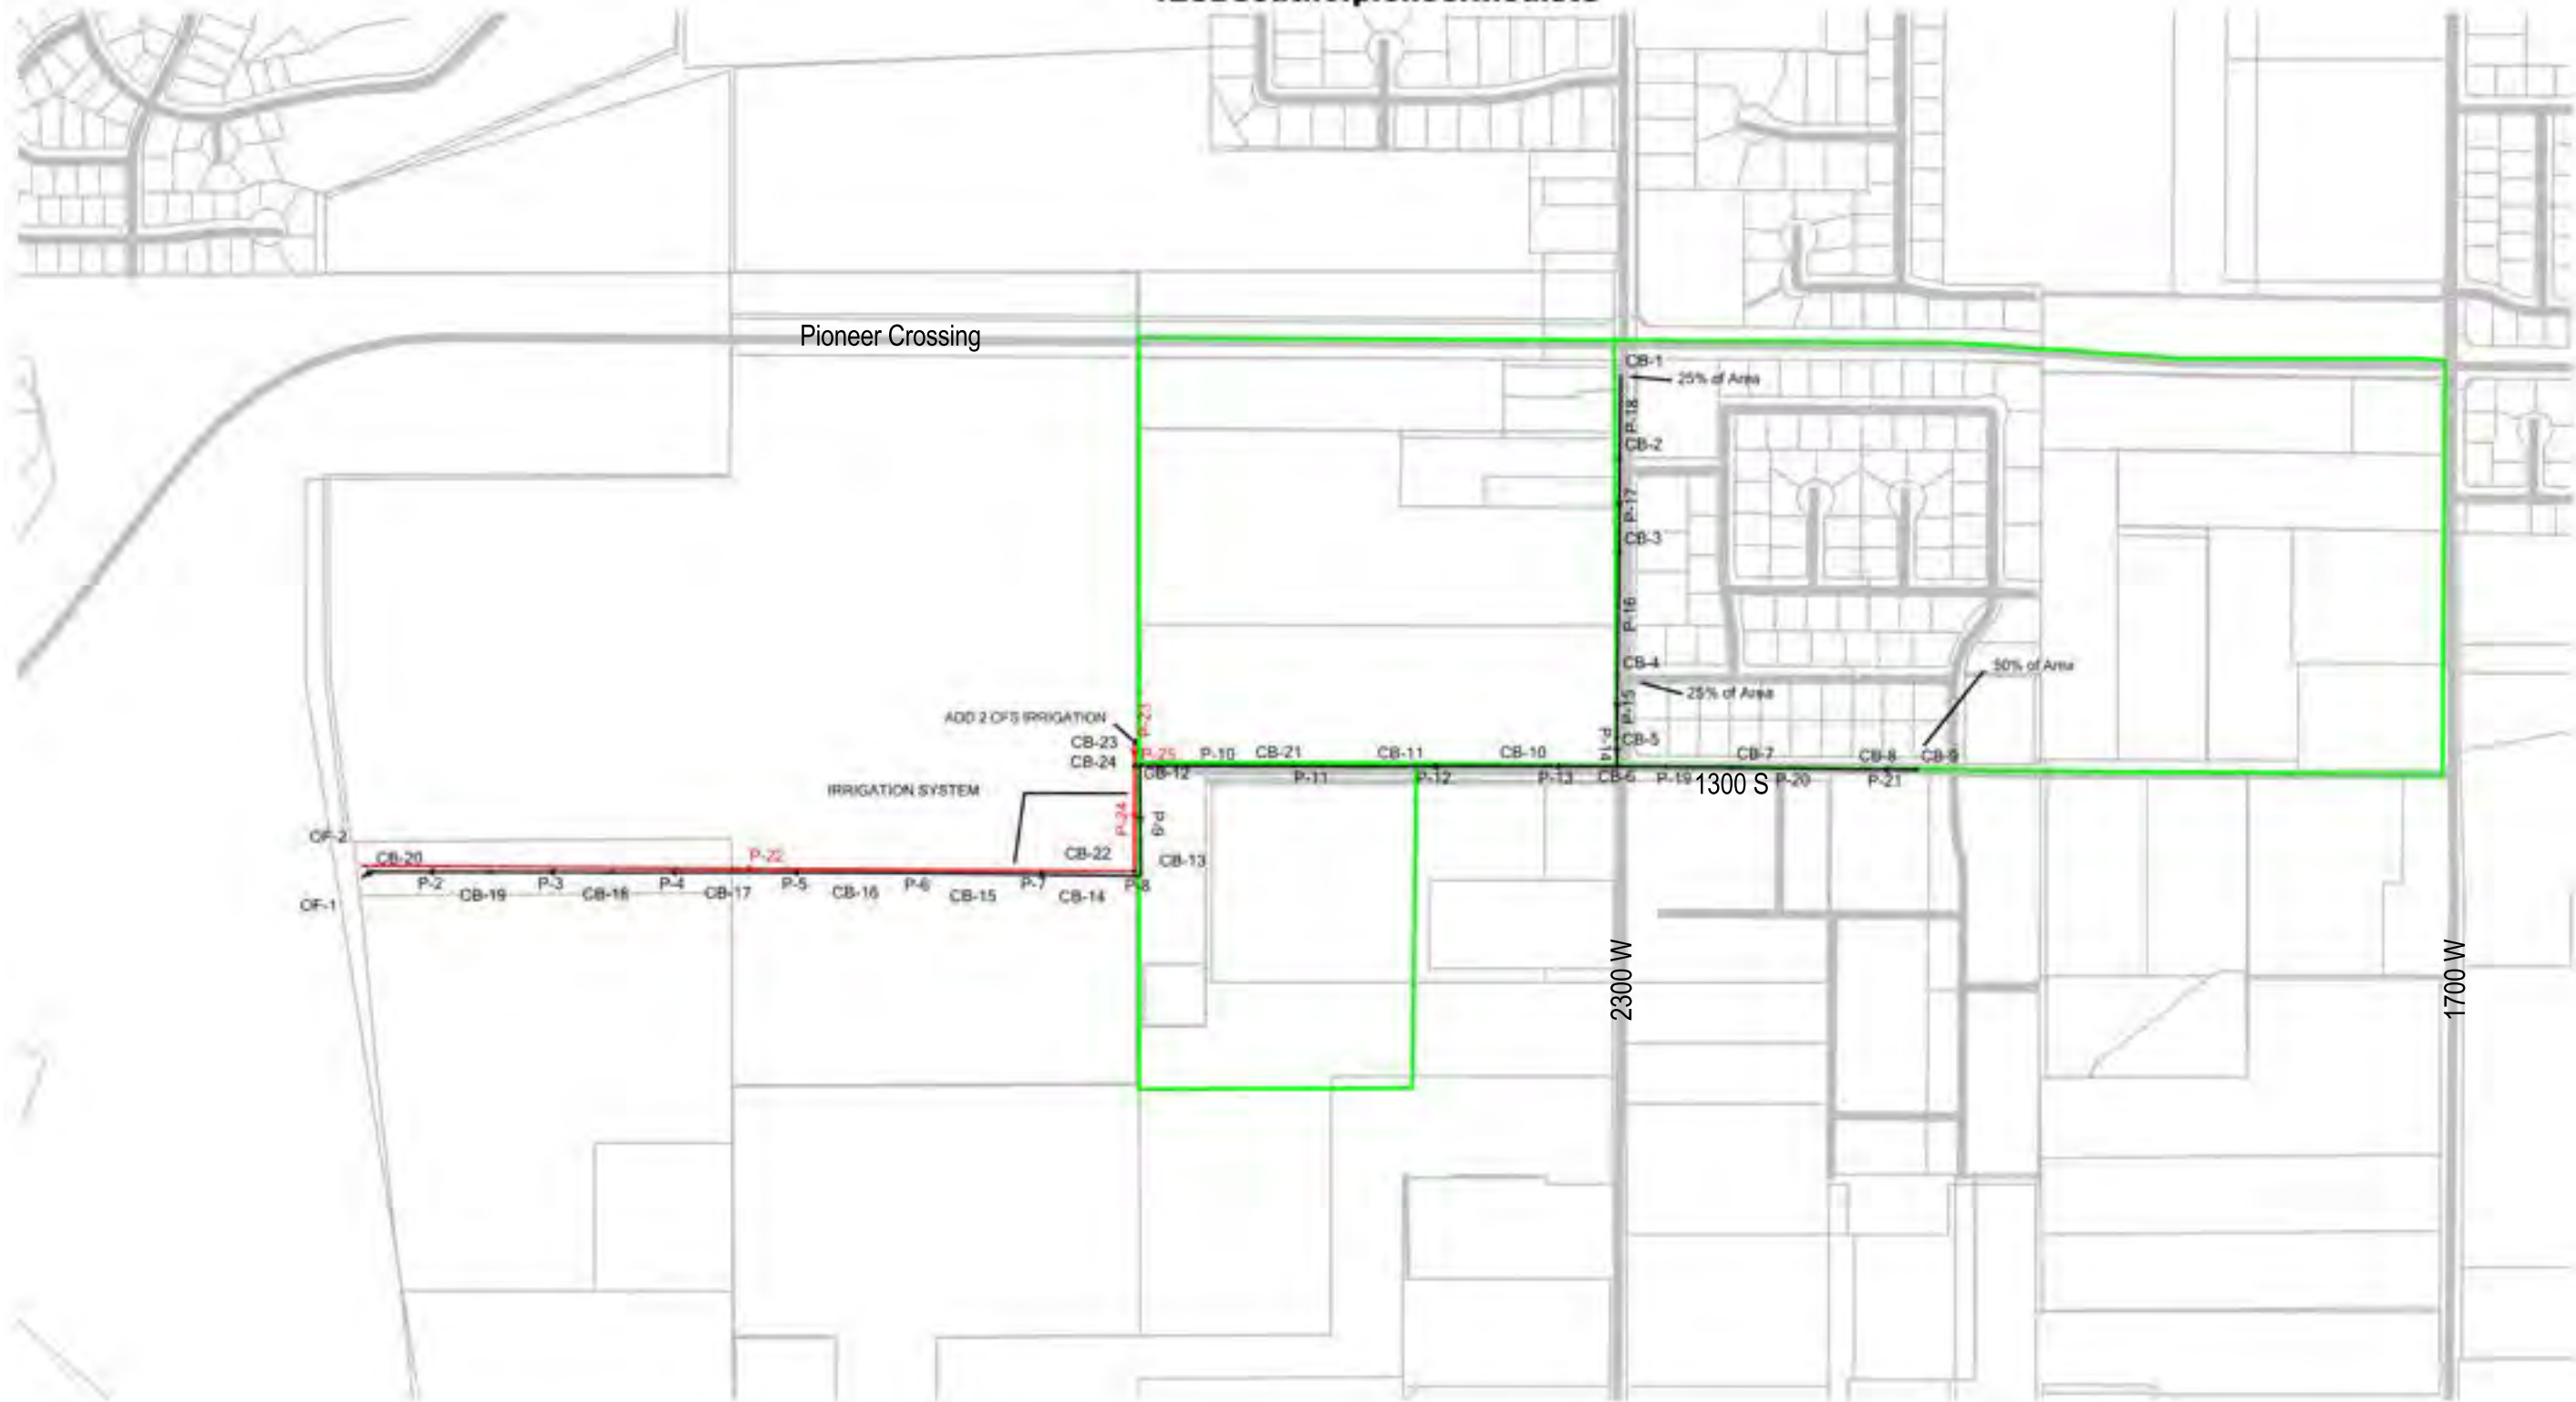 Pioneer Crossing
CB-1
25% of Area
P-18
CB-2
P-17
CB-3
P-16
CB-4
50% of Area
25% of Area
P-15
ADD 2 CFS IRRIGATION
P-23
CB-23
P-14
CB-5
P-25
P-10
CB-21
CB-11
CB-10
CB-7
CB-8
CB-9
CB-24
CB-12
P-11
P-12
P-13
CB-6
P-19
1300 S
P-20
P-21
IRRIGATION SYSTEM
P-24
P-9
OF-2
CB-20
P-22
CB-22
CB-13
P-2
P-3
P-4
P-5
P-6
P-7
P-8
CB-19
CB-18
CB-17
CB-16
CB-15
CB-14
OF-1
2300 W
1700 W